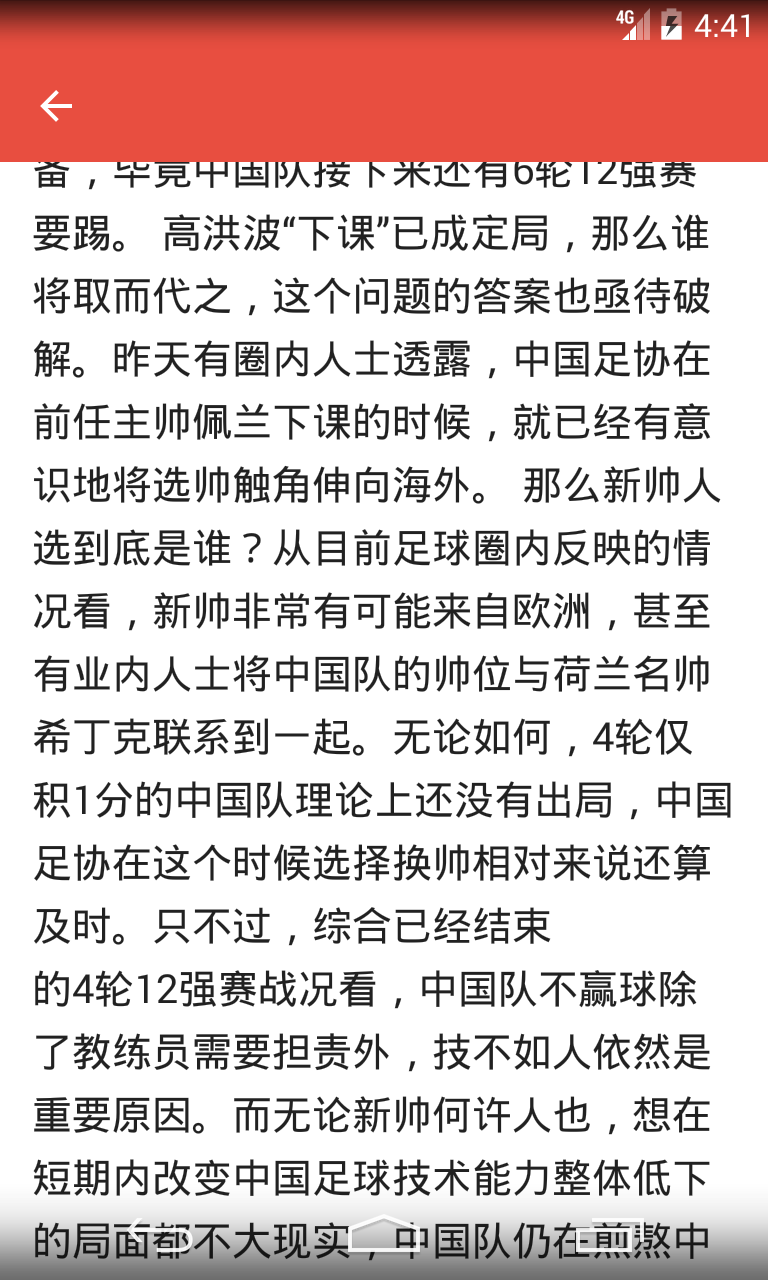 4G 4:41
备，毕竟中国队接下来还有6轮12强赛
要踢。 高洪波“下课”已成定局，那么谁
将取而代之，这个问题的答案也亟待破
解。昨天有圈内人士透露，中国足协在
前任主帅佩兰下课的时候，就已经有意
识地将选帅触角伸向海外。 那么新帅人
选到底是谁？从目前足球圈内反映的情
况看，新帅非常有可能来自欧洲，甚至
有业内人士将中国队的帅位与荷兰名帅
希丁克联系到一起。无论如何，4轮仅
积1分的中国队理论上还没有出局，中国
足协在这个时候选择换帅相对来说还算
及时。只不过，综合已经结束
的4轮12强赛战况看，中国队不赢球除
了教练员需要担责外，技不如人依然是
重要原因。而无论新帅何许人也，想在
短期内改变中国足球技术能力整体低下
的局面都不大现实，中国队仍在煎熬中